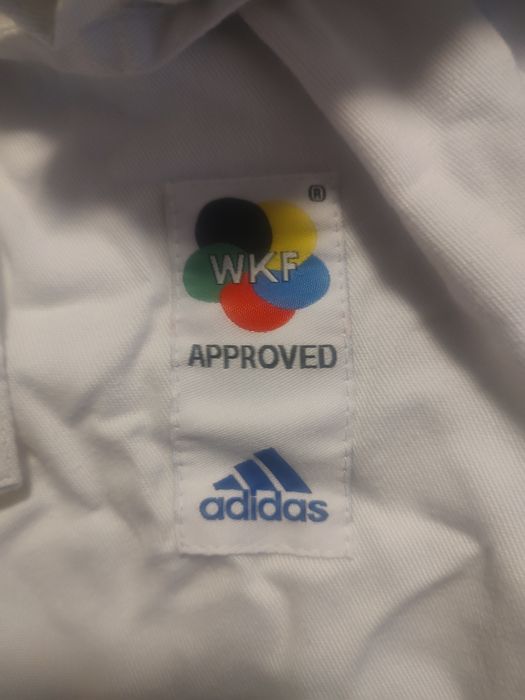 ®
WKF
APPROVED
adidas